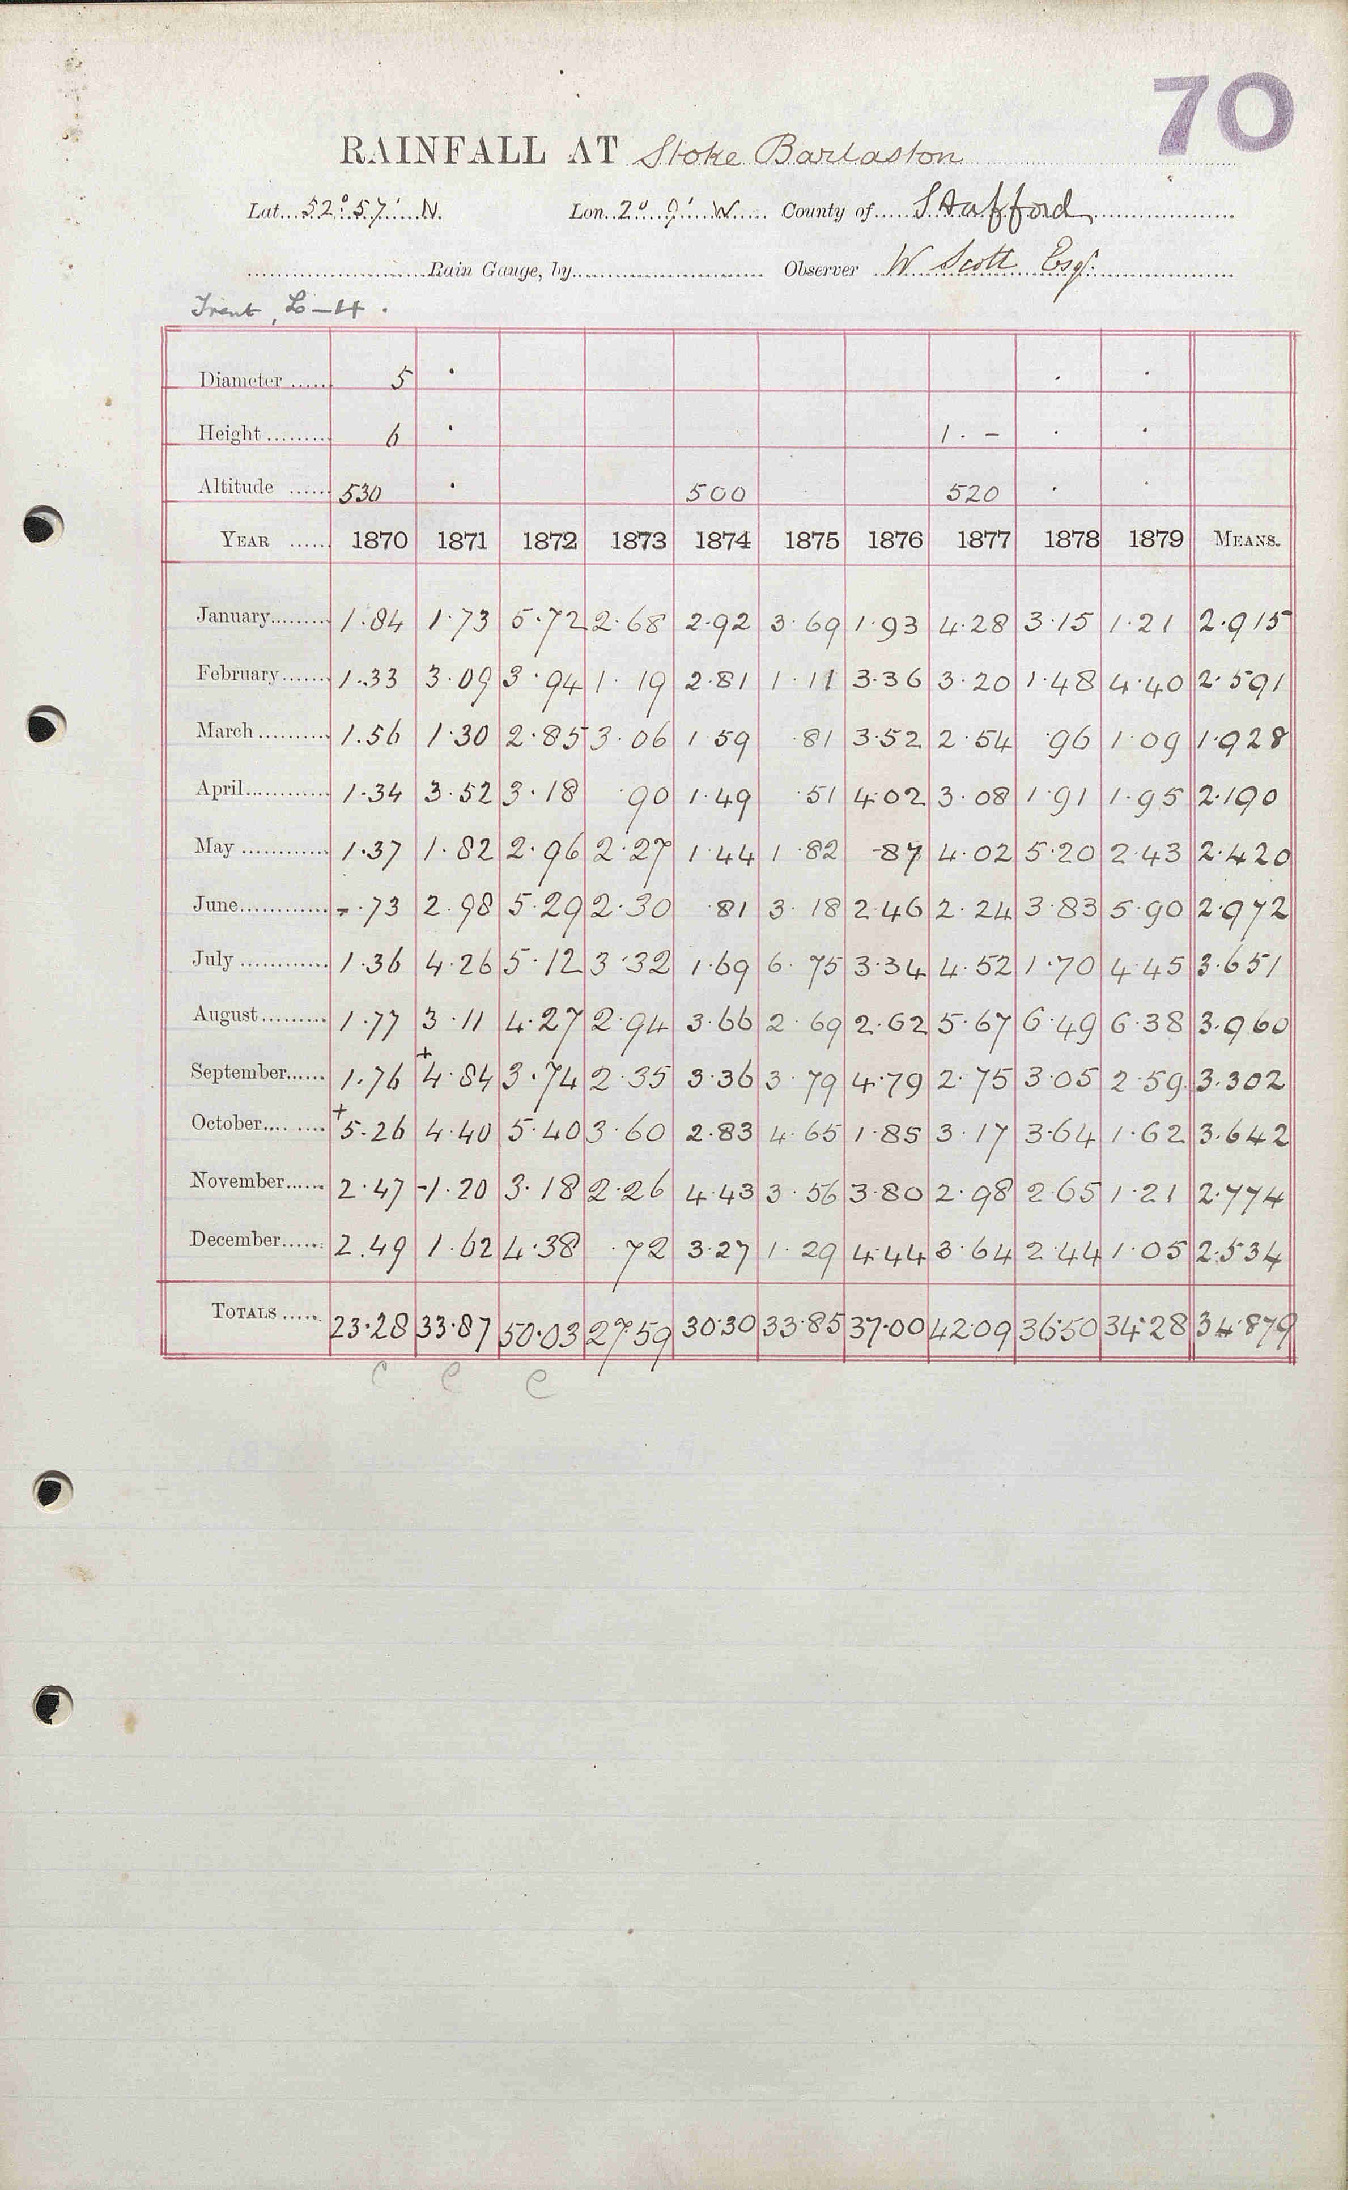 70
RAINFALL AT Stoke Barlaston
Lat. 52° 57' N. Lon. 2° 9' W. County of Stafford
Rain Gauge, by Observer W Scott Esqr.
Trent, L-4.
Diameter 5 · · ·
Height 6 · 1 · - · ·
Altitude 530 · 500 520 · ·
YEAR 1870 1871 1872 1873 1874 1875 1876 1877 1878 1879 MEANS.
January 1.84 1.73 5.72 2.68 2.92 3.69 1.93 4.28 3.15 1.21 2.915
February 1.33 3.09 3.94 1.19 2.81 1.11 3.36 3.20 1.48 4.40 2.591
March 1.56 1.30 2.85 3.06 1.59 .81 3.52 2.54 .96 1.09 1.928
April 1.34 3.52 3.18 .90 1.49 .51 4.02 3.08 1.91 1.95 2.190
May 1.37 1.82 2.96 2.27 1.44 1.82 .87 4.02 5.20 2.43 2.420
June -.73 2.98 5.29 2.30 .81 3.18 2.46 2.24 3.83 5.90 2.972
July 1.36 4.26 5.12 3.32 1.69 6.75 3.34 4.52 1.70 4.45 3.651
August 1.77 3.11 4.27 2.94 3.66 2.69 2.62 5.67 6.49 6.38 3.960
September 1.76 +4.84 3.74 2.35 3.36 3.79 4.79 2.75 3.05 2.59 3.302
October +5.26 4.40 5.40 3.60 2.83 4.65 1.85 3.17 3.64 1.62 3.642
November 2.47 -1.20 3.18 2.26 4.43 3.56 3.80 2.98 2.65 1.21 2.774
December 2.49 1.62 4.38 .72 3.27 1.29 4.44 3.64 2.44 1.05 2.534
TOTALS 23.28 33.87 50.03 27.59 30.30 33.85 37.00 42.09 36.50 34.28 34.879
C C C